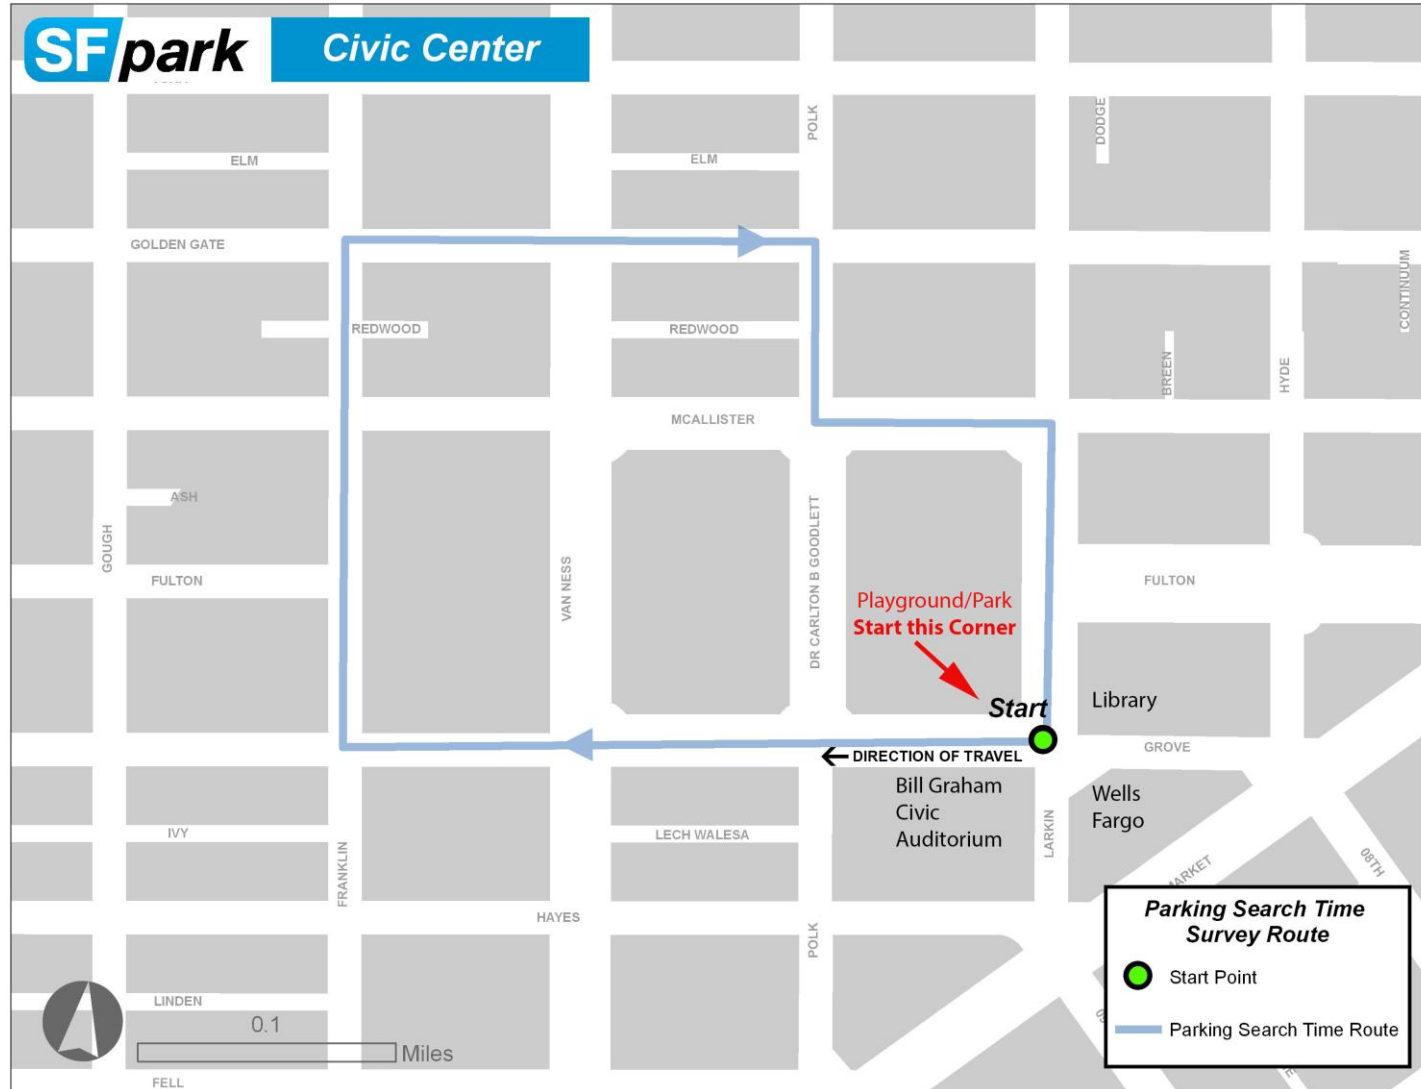 SFpark
Civic Center
POLK
DODGE
ELM
ELM
GOLDEN GATE
CONTINUUM
REDWOOD
REDWOOD
BREEN
HYDE
MCALLISTER
ASH
GOUGH
FULTON
VAN NESS
DR CARLTON B GOODLETT
FULTON
Playground/Park
Start this Corner
Start
Library
GROVE
DIRECTION OF TRAVEL
Bill Graham
Civic
Auditorium
Wells
Fargo
IVY
FRANKLIN
LECH WALESA
LARKIN
MARKET
08TH
HAYES
POLK
Parking Search Time
Survey Route
Start Point
Parking Search Time Route
LINDEN
0.1
Miles
FELL